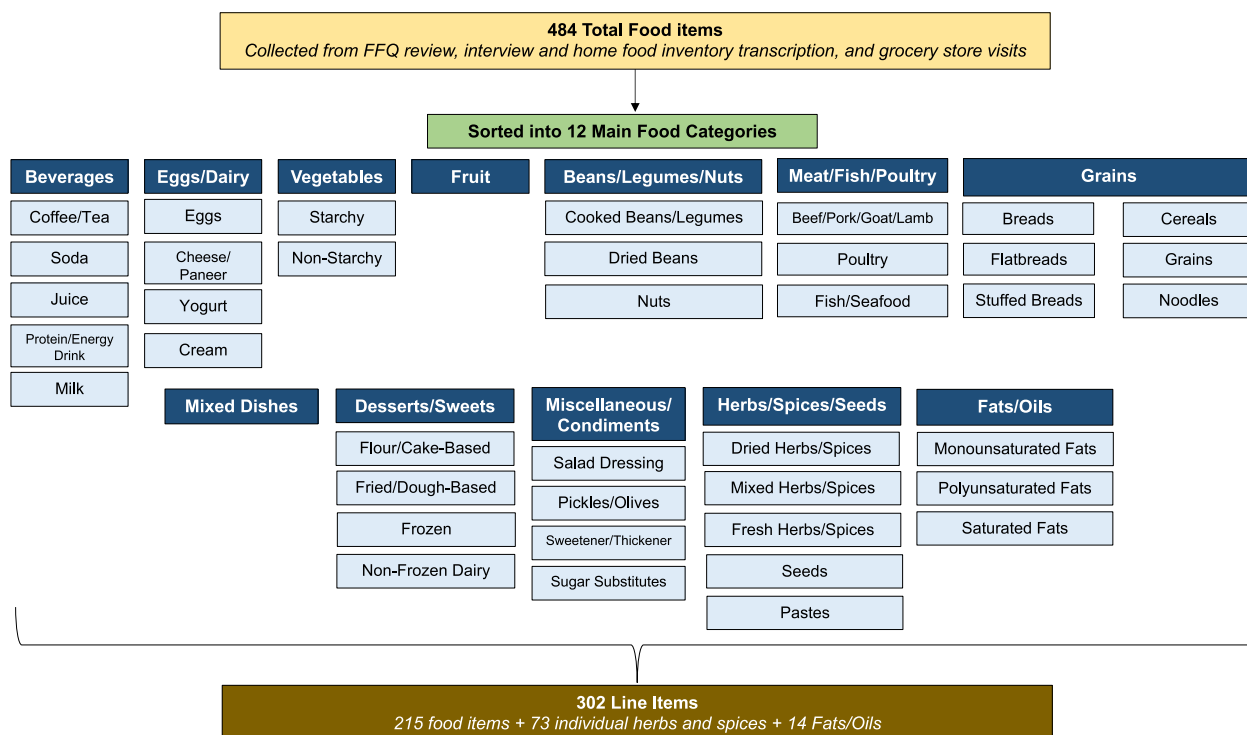 484 Total Food items
Collected from FFQ review, interview and home food inventory transcription, and grocery store visits
Sorted into 12 Main Food Categories
Beverages
Coffee/Tea
Soda
Juice
Protein/Energy
Drink
Milk
Eggs/Dairy
Eggs
Cheese/
Paneer
Yogurt
Cream
Vegetables
Starchy
Non-Starchy
Fruit
Beans/Legumes/Nuts
Cooked Beans/Legumes
Dried Beans
Nuts
Meat/Fish/Poultry
Beef/Pork/Goat/Lamb
Poultry
Fish/Seafood
Grains
Breads
Flatbreads
Stuffed Breads
Cereals
Grains
Noodles
Mixed Dishes
Desserts/Sweets
Flour/Cake-Based
Fried/Dough-Based
Frozen
Non-Frozen Dairy
Miscellaneous/
Condiments
Salad Dressing
Pickles/Olives
Sweetener/Thickener
Sugar Substitutes
Herbs/Spices/Seeds
Dried Herbs/Spices
Mixed Herbs/Spices
Fresh Herbs/Spices
Seeds
Pastes
Fats/Oils
Monounsaturated Fats
Polyunsaturated Fats
Saturated Fats
302 Line Items
215 food items + 73 individual herbs and spices + 14 Fats/Oils